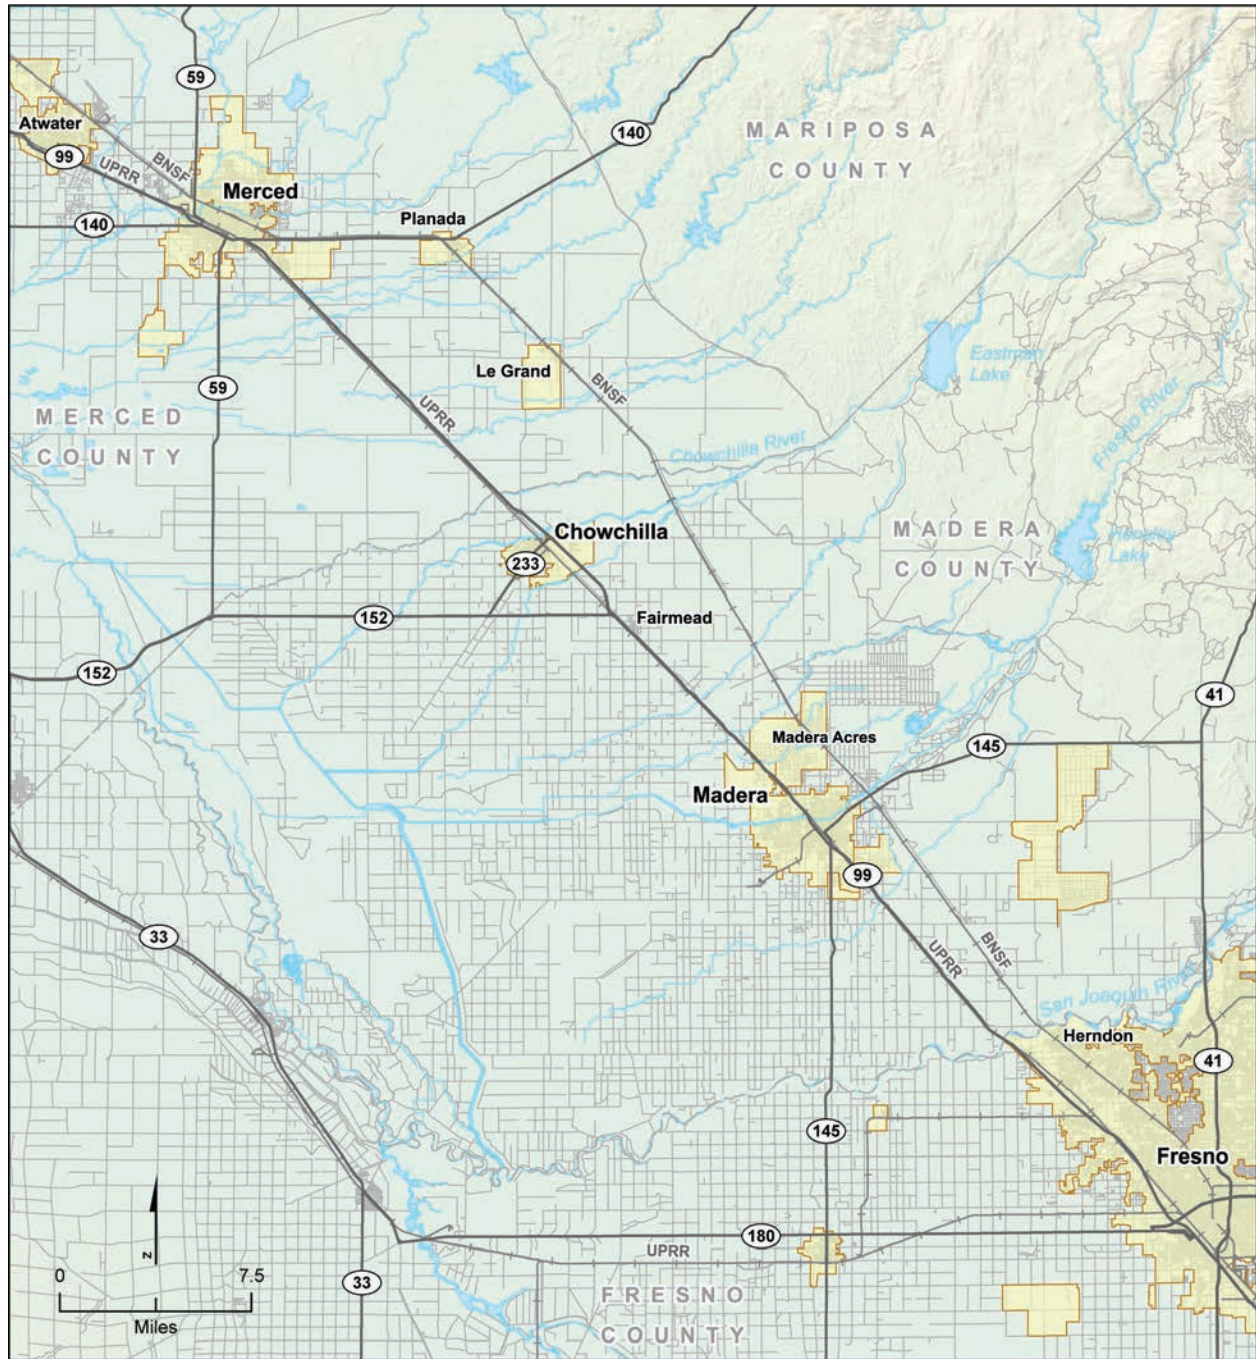 59
Atwater
99
UPRR
BNSF
140
MARIPOSA
COUNTY
Merced
140
Planada
Le Grand
BNSF
Eastman
Lake
59
UPRR
MERCED
COUNTY
Chowchilla River
Fresno River
Chowchilla
233
MADERA
COUNTY
Hensley
Lake
152
Fairmead
152
41
Madera Acres
145
Madera
99
33
UPRR
BNSF
San Joaquin River
Herndon
41
145
Fresno
180
UPRR
z
0 7.5
Miles
33
FRESNO
COUNTY